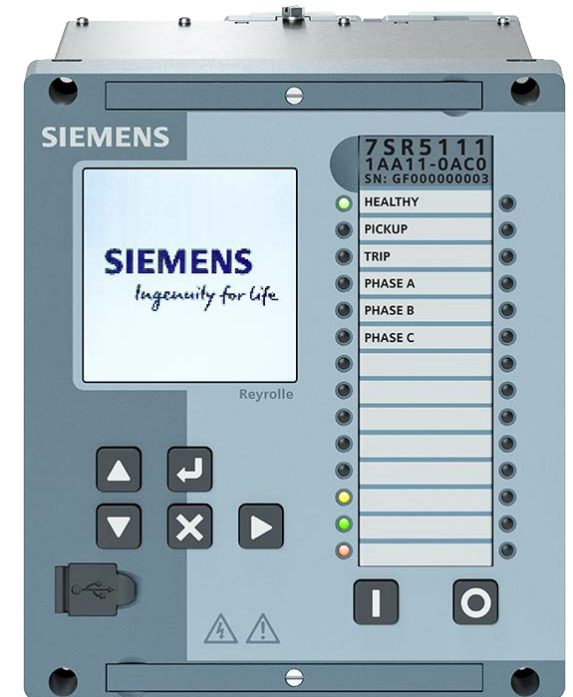 SIEMENS
SIEMENS
Ingenuity for life
Reyrolle
7SR5111
1AA11-0AC0
SN: GF000000003
HEALTHY
PICKUP
TRIP
PHASE A
PHASE B
PHASE C